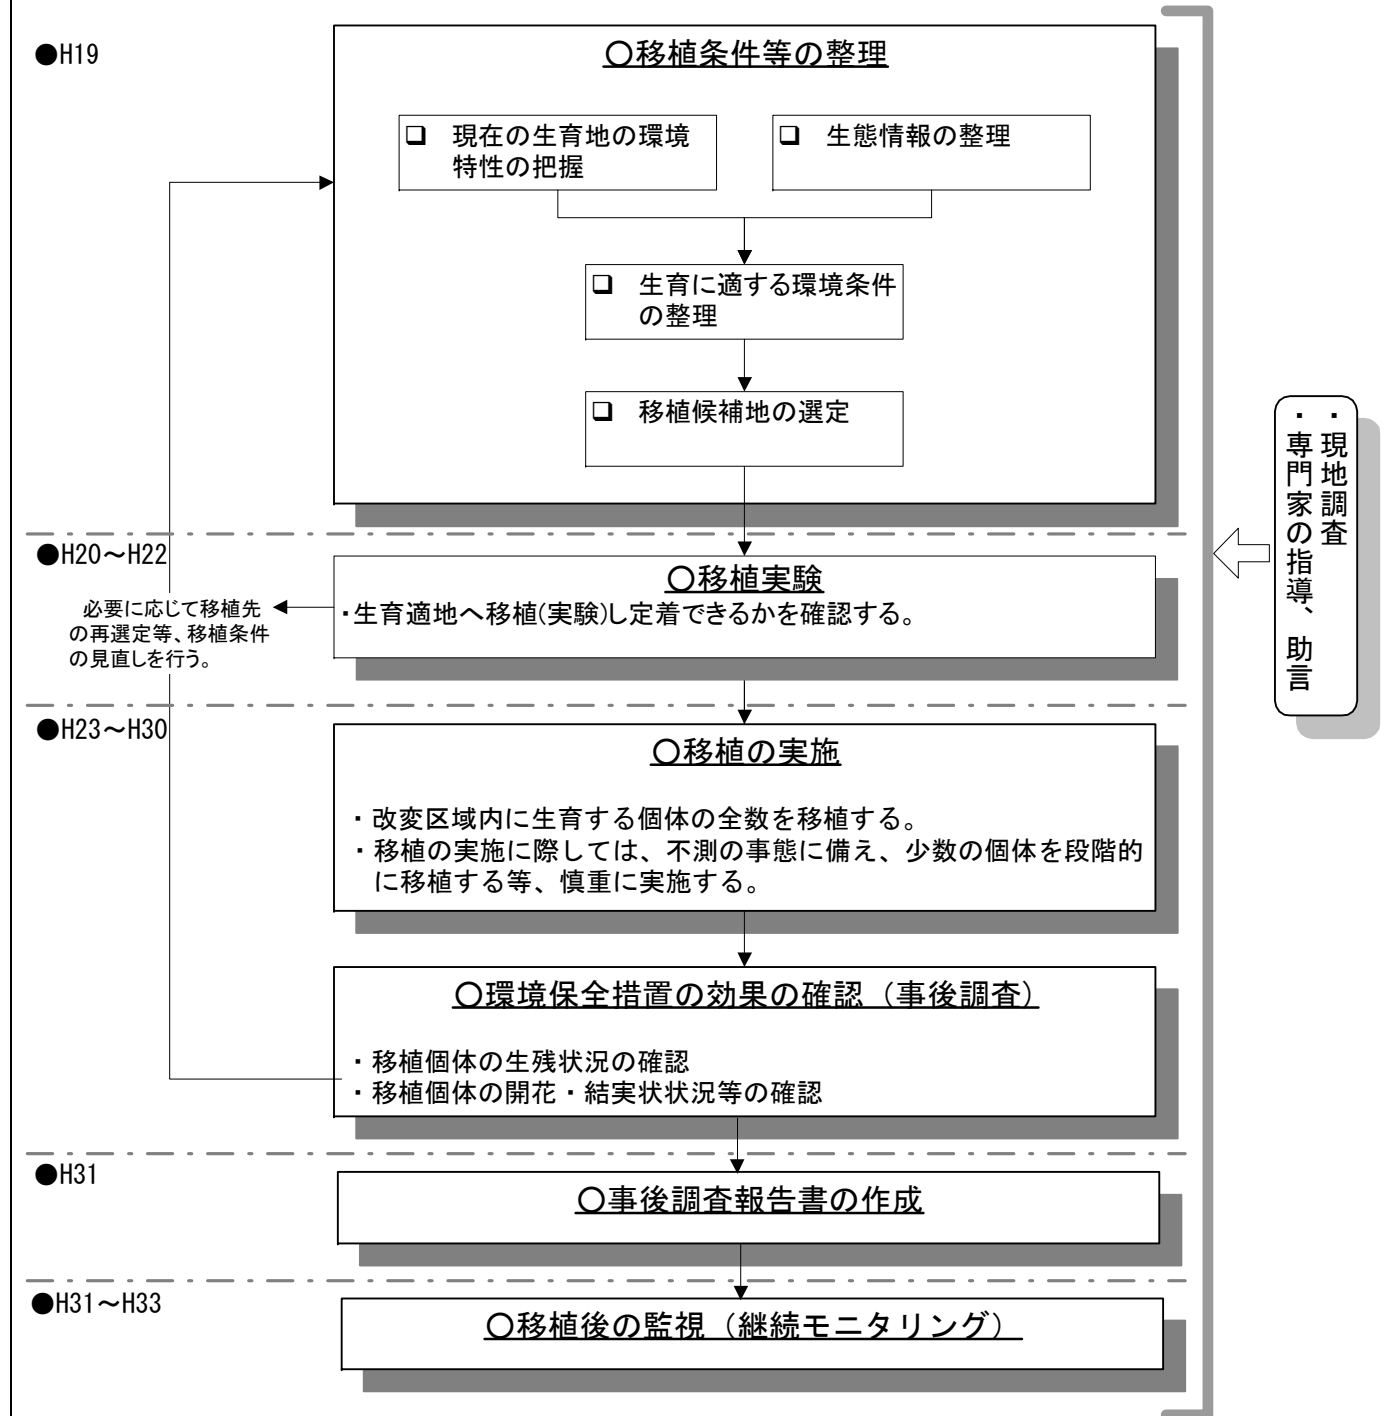 ●H19
〇移植条件等の整理
❑ 現在の生育地の環境
特性の把握
❑ 生態情報の整理
❑ 生育に適する環境条件
の整理
❑ 移植候補地の選定
●H20～H22
〇移植実験
・生育適地へ移植(実験)し定着できるかを確認する。
必要に応じて移植先
の再選定等、移植条件
の見直しを行う。
●H23～H30
〇移植の実施
・改変区域内に生育する個体の全数を移植する。
・移植の実施に際しては、不測の事態に備え、少数の個体を段階的
に移植する等、慎重に実施する。
〇環境保全措置の効果の確認（事後調査）
・移植個体の生残状況の確認
・移植個体の開花・結実状状況等の確認
●H31
〇事後調査報告書の作成
●H31～H33
〇移植後の監視（継続モニタリング）
・現地調査
・専門家の指導、助言